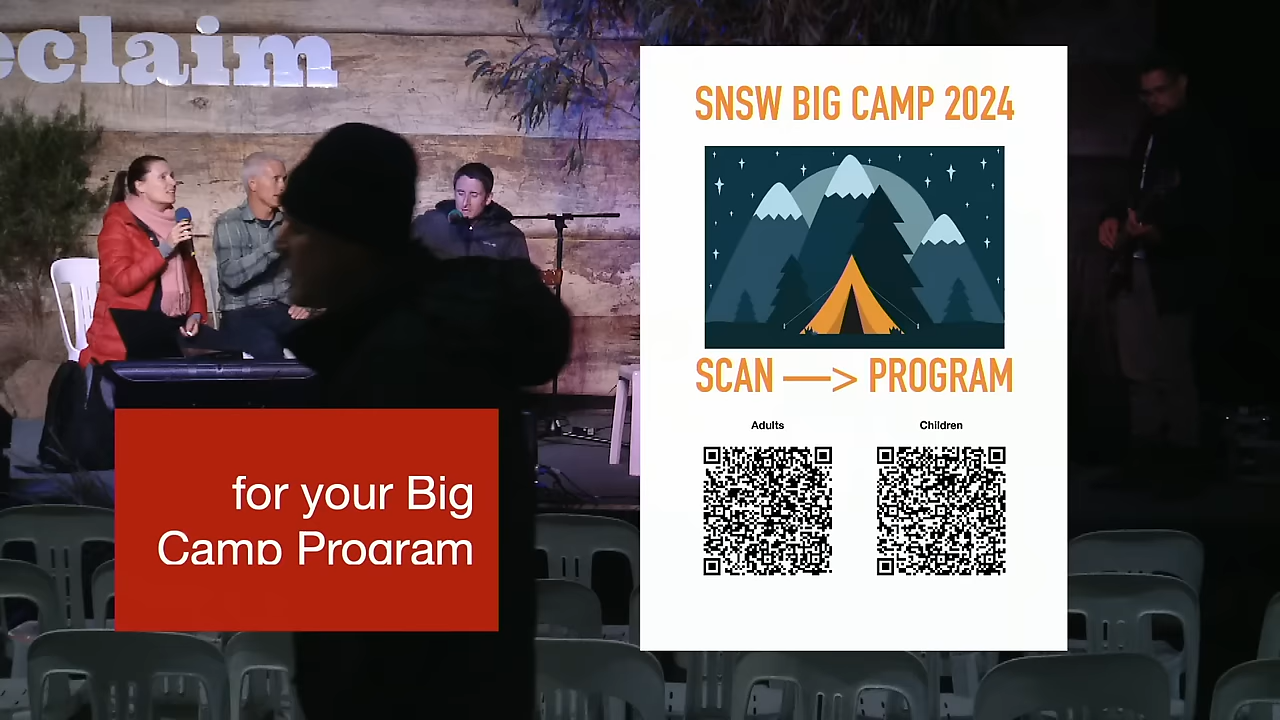 eclaim
SNSW BIG CAMP 2024
SCAN —> PROGRAM
Adults
Children
for your Big
Camp Program